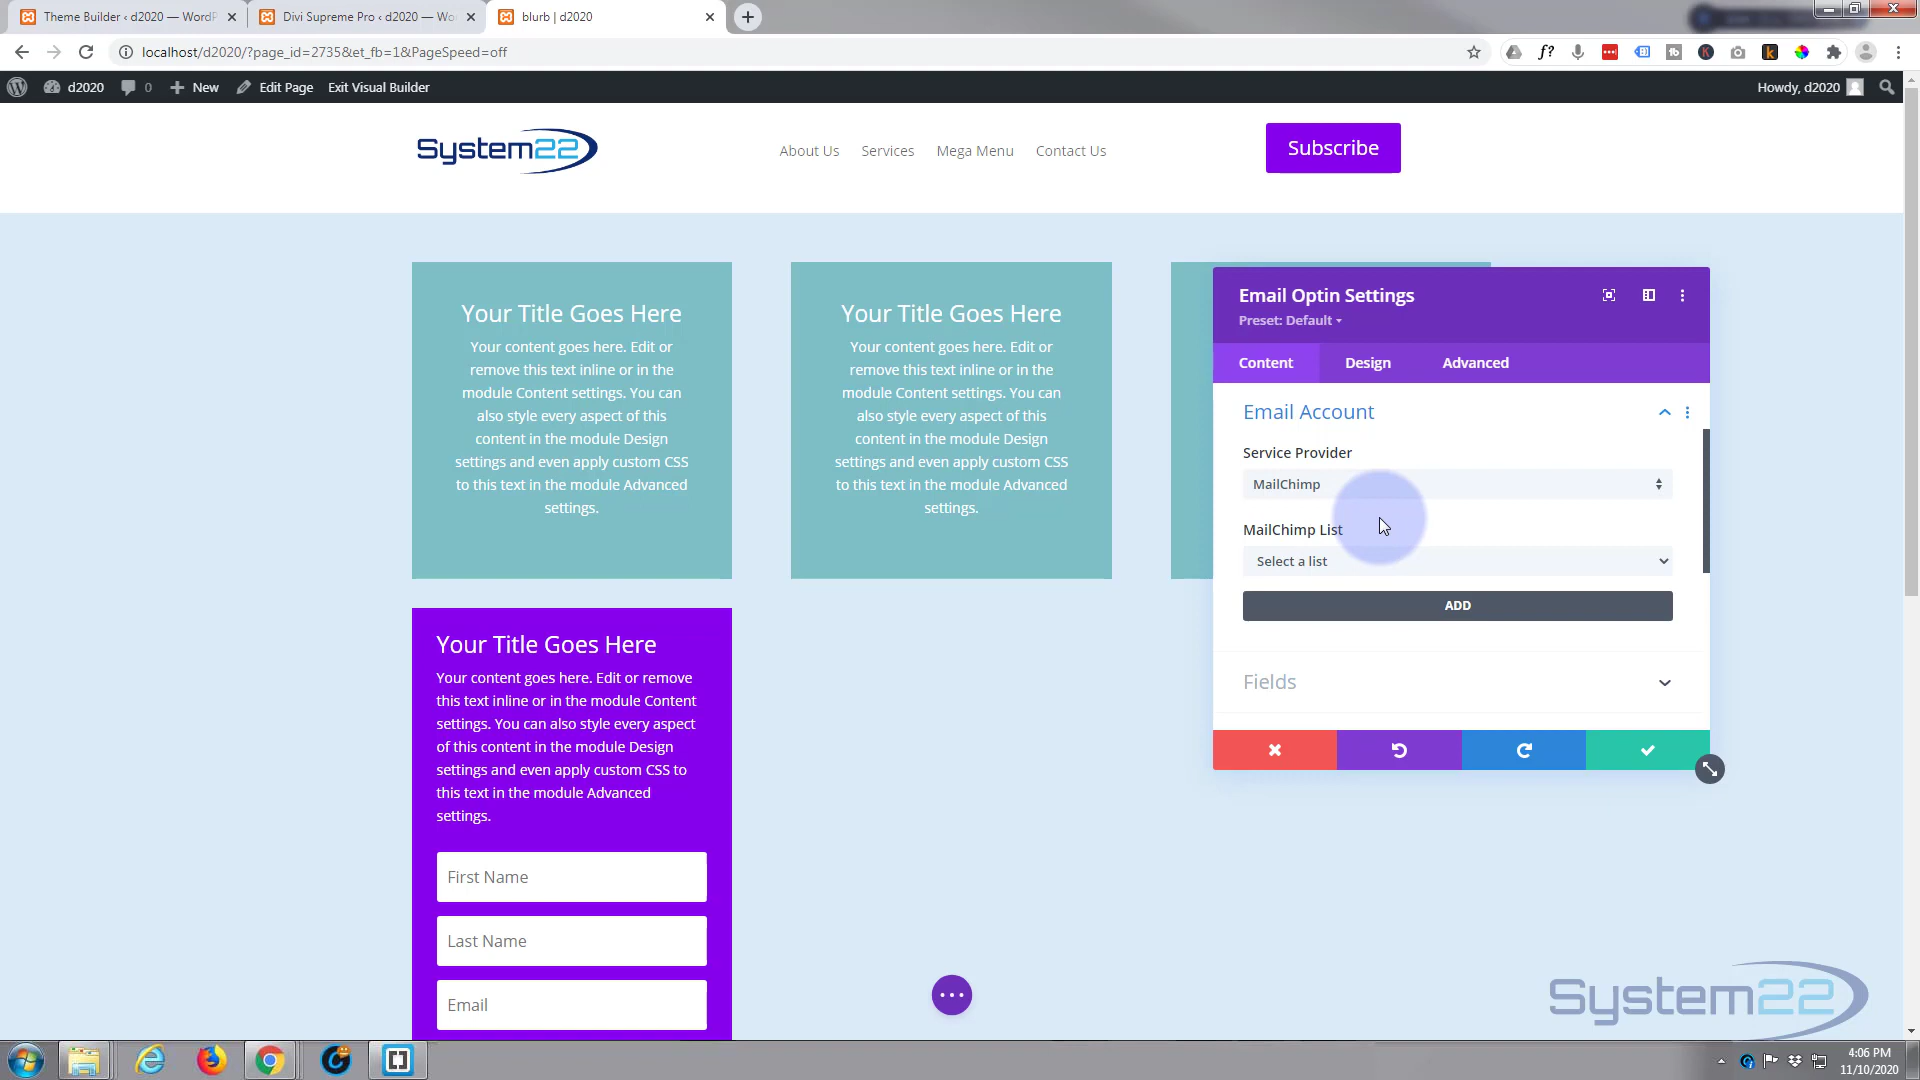 Theme Builder ‹ d2020 — WordP
Divi Supreme Pro ‹ d2020 — Wo
blurb | d2020
localhost/d2020/?page_id=2735&et_fb=1&PageSpeed=off
d2020
0
New
Edit Page
Exit Visual Builder
Howdy, d2020
System22
About Us
Services
Mega Menu
Contact Us
Subscribe
Your Title Goes Here
Your content goes here. Edit or
remove this text inline or in the
module Content settings. You can
also style every aspect of this
content in the module Design
settings and even apply custom CSS
to this text in the module Advanced
settings.
Your Title Goes Here
Your content goes here. Edit or
remove this text inline or in the
module Content settings. You can
also style every aspect of this
content in the module Design
settings and even apply custom CSS
to this text in the module Advanced
settings.
Email Optin Settings
Preset: Default
Content
Design
Advanced
Email Account
Service Provider
MailChimp
MailChimp List
Select a list
ADD
Fields
Your Title Goes Here
Your content goes here. Edit or remove
this text inline or in the module Content
settings. You can also style every aspect
of this content in the module Design
settings and even apply custom CSS to
this text in the module Advanced
settings.
First Name
Last Name
Email
System22
4:06 PM
11/10/2020